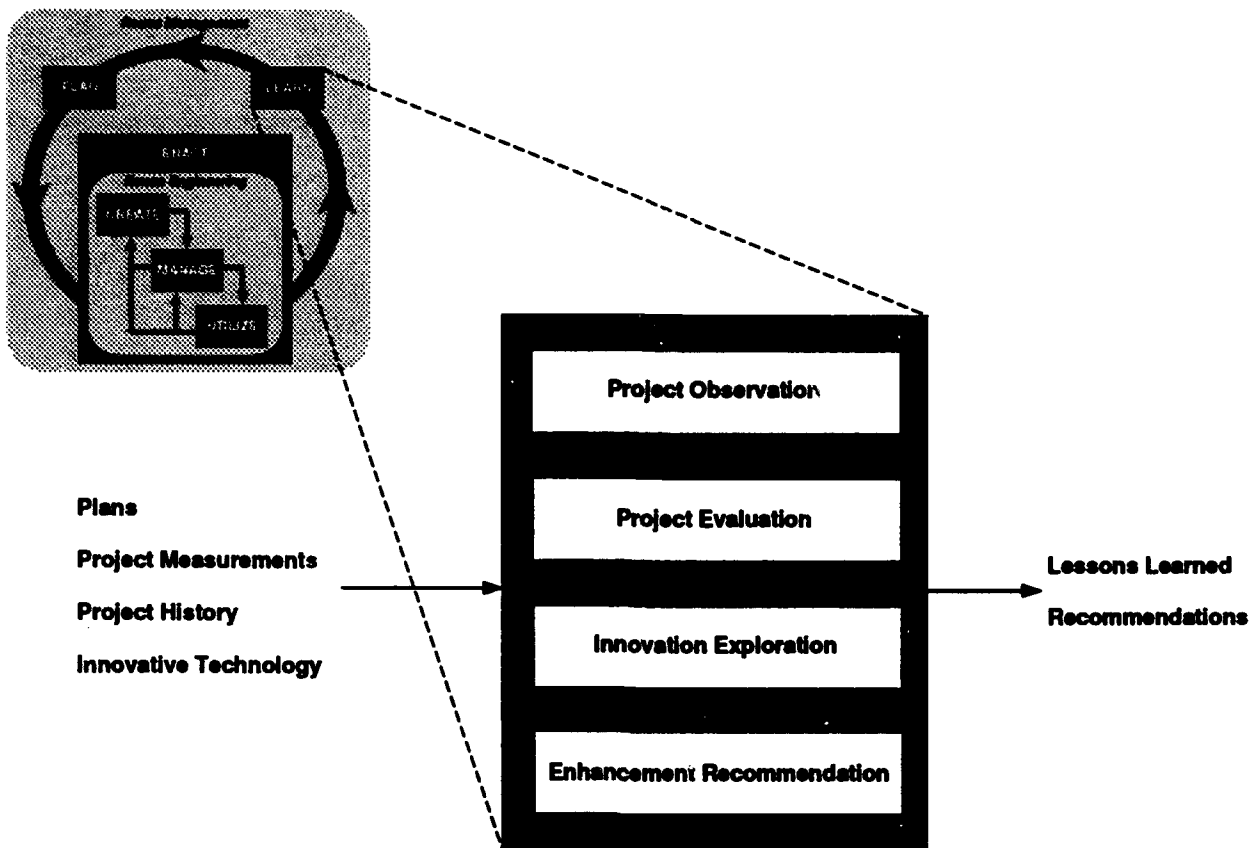 PLAN
LEARN
ENACT
CREATE
MANAGE
UTILIZE
Project Observation
Project Evaluation
Innovation Exploration
Enhancement Recommendation
Plans
Project Measurements
Project History
Innovative Technology
Lessons Learned
Recommendations